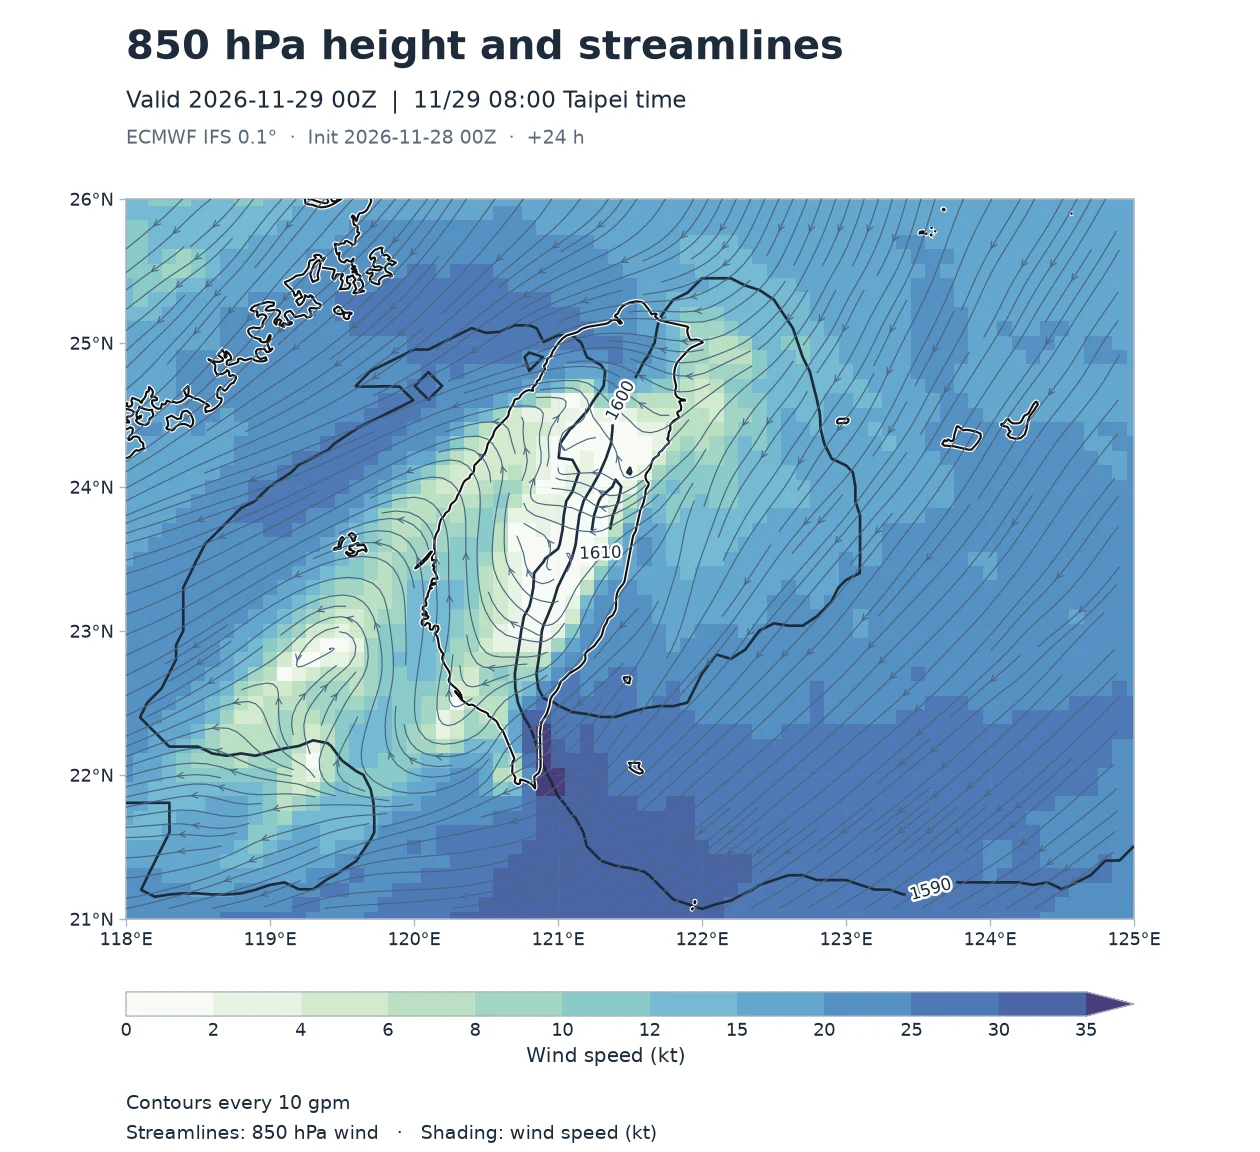 850 hPa height and streamlines
Valid 2026-11-29 00Z | 11/29 08:00 Taipei time
ECMWF IFS 0.1° · Init 2026-11-28 00Z · +24 h
26°N
25°N
24°N
23°N
22°N
21°N
1600
1610
1590
118°E 119°E 120°E 121°E 122°E 123°E 124°E 125°E
0 2 4 6 8 10 12 15 20 25 30 35
Wind speed (kt)
Contours every 10 gpm
Streamlines: 850 hPa wind · Shading: wind speed (kt)